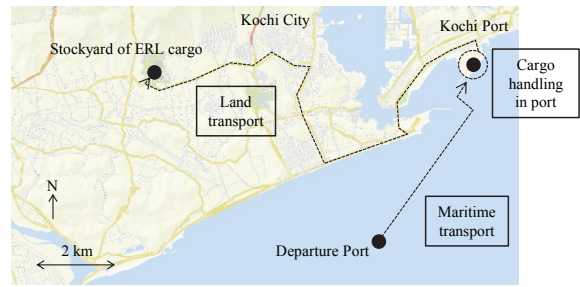 Kochi City
Kochi Port
Stockyard of ERL cargo
Cargo
handling
in port
Land
transport
N
Maritime
transport
2 km
Departure Port